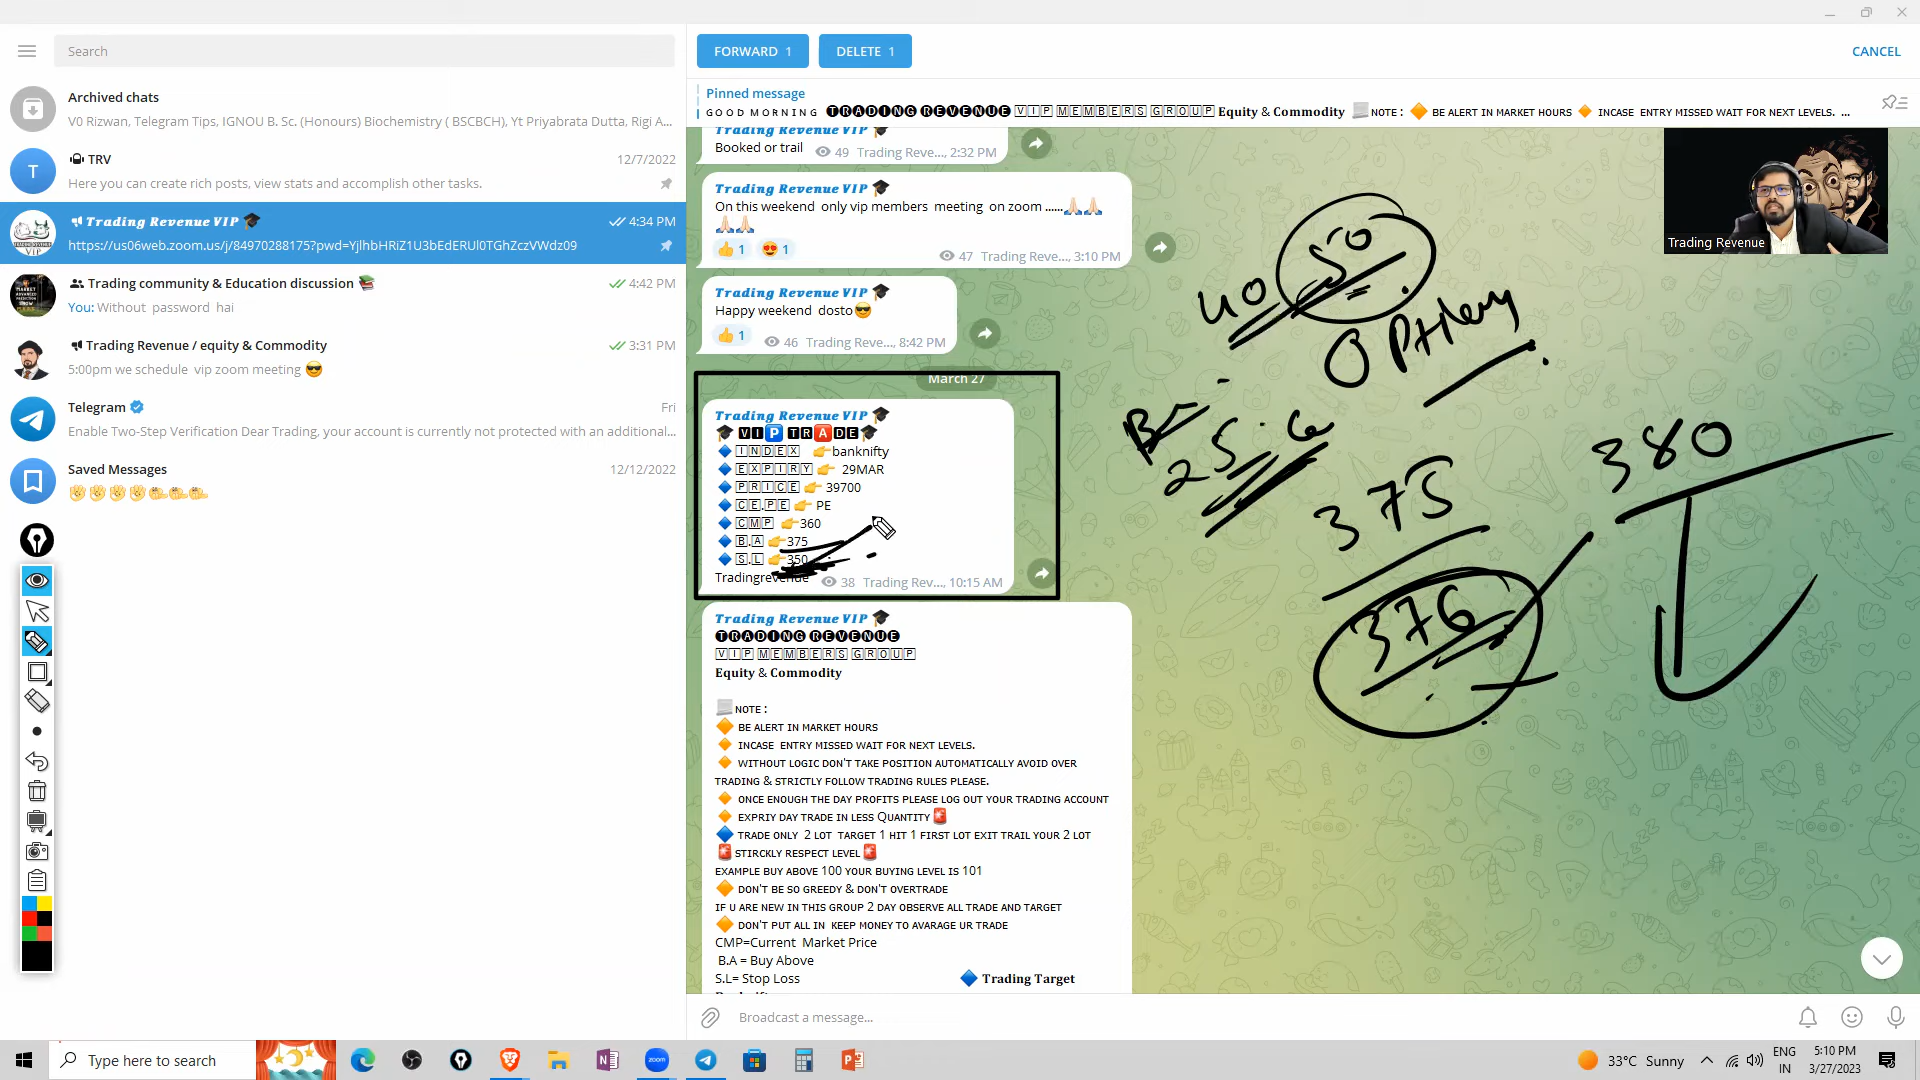 Search
FORWARD 1
DELETE 1
CANCEL
Archived chats
V0 Rizwan, Telegram Tips, IGNOU B. Sc. (Honours) Biochemistry ( BSCBCH), Yt Priyabrata Dutta, Rigi A...
T
TRV
12/7/2022
Here you can create rich posts, view stats and accomplish other tasks.
Trading Revenue VIP 🎓
4:34 PM
https://us06web.zoom.us/j/84970288175?pwd=YjlhbHRiZ1U3bEdERUl0TGhZczVWdz09
Trading community & Education discussion 📚
4:42 PM
You: Without password hai
Trading Revenue / equity & Commodity
3:31 PM
5:00pm we schedule vip zoom meeting 😎
Telegram
Fri
Enable Two-Step Verification Dear Trading, your account is currently not protected with an additional...
Saved Messages
12/12/2022
Pinned message
GOOD MORNING TRADING REVENUE VIP MEMBERS GROUP Equity & Commodity NOTE : 🔶 BE ALERT IN MARKET HOURS 🔸 INCASE ENTRY MISSED WAIT FOR NEXT LEVELS. ...
Trading Revenue VIP 🎓
Booked or trail
49 Trading Reve..., 2:32 PM
Trading Revenue VIP 🎓
On this weekend only vip members meeting on zoom ......🙏🏻🙏🏻
🙏🏻🙏🏻
👍 1 😍 1
47 Trading Reve..., 3:10 PM
Trading Revenue VIP 🎓
Happy weekend dosto😎
👍 1
46 Trading Reve..., 8:42 PM
March 27
Trading Revenue VIP 🎓
🎓 VIP TRADE🎓
🔷 INDEX 👉banknifty
🔷 EXPIRY 👉 29MAR
🔷 PRICE 👉 39700
🔷 CE.PE 👉 PE
🔷 CMP 👉360
🔷 B.A 👉375
🔷 S.L 👉350
Tradingrevenue
38 Trading Rev..., 10:15 AM
Trading Revenue VIP 🎓
TRADING REVENUE
VIP MEMBERS GROUP
Equity & Commodity
NOTE :
🔶 BE ALERT IN MARKET HOURS
🔸 INCASE ENTRY MISSED WAIT FOR NEXT LEVELS.
🔸 WITHOUT LOGIC DON'T TAKE POSITION AUTOMATICALLY AVOID OVER
TRADING & STRICTLY FOLLOW TRADING RULES PLEASE.
🔸 ONCE ENOUGH THE DAY PROFITS PLEASE LOG OUT YOUR TRADING ACCOUNT
🔸 EXPRIY DAY TRADE IN LESS QUANTITY 🚨
🔷 TRADE ONLY 2 LOT TARGET 1 HIT 1 FIRST LOT EXIT TRAIL YOUR 2 LOT
🚨 STIRCKLY RESPECT LEVEL 🚨
EXAMPLE BUY ABOVE 100 YOUR BUYING LEVEL IS 101
🔶 DON'T BE SO GREEDY & DON'T OVERTRADE
IF U ARE NEW IN THIS GROUP 2 DAY OBSERVE ALL TRADE AND TARGET
🔶 DON'T PUT ALL IN KEEP MONEY TO AVARAGE UR TRADE
CMP=Current Market Price
B.A = Buy Above
S.L= Stop Loss
🔷 Trading Target
Trading Revenue
40
50
375
376
380
Broadcast a message...
Type here to search
33°C Sunny
ENG
IN
5:10 PM
3/27/2023